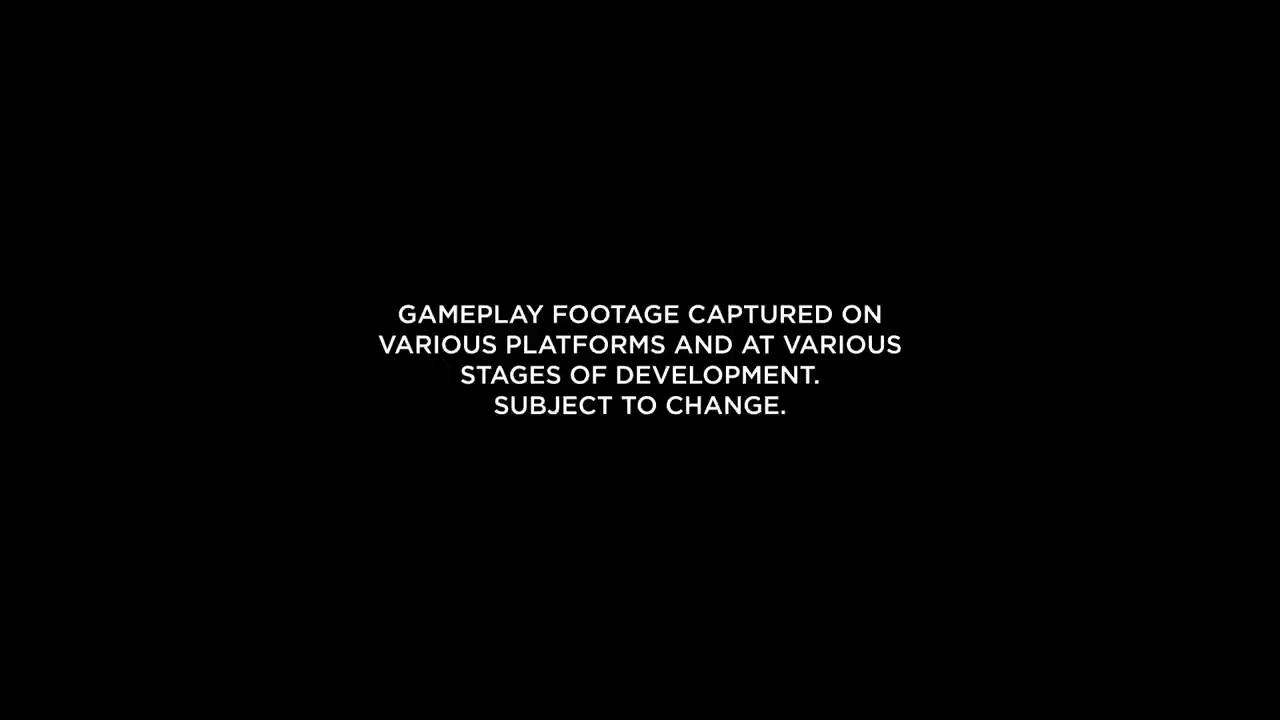 GAMEPLAY FOOTAGE CAPTURED ON
VARIOUS PLATFORMS AND AT VARIOUS
STAGES OF DEVELOPMENT.
SUBJECT TO CHANGE.